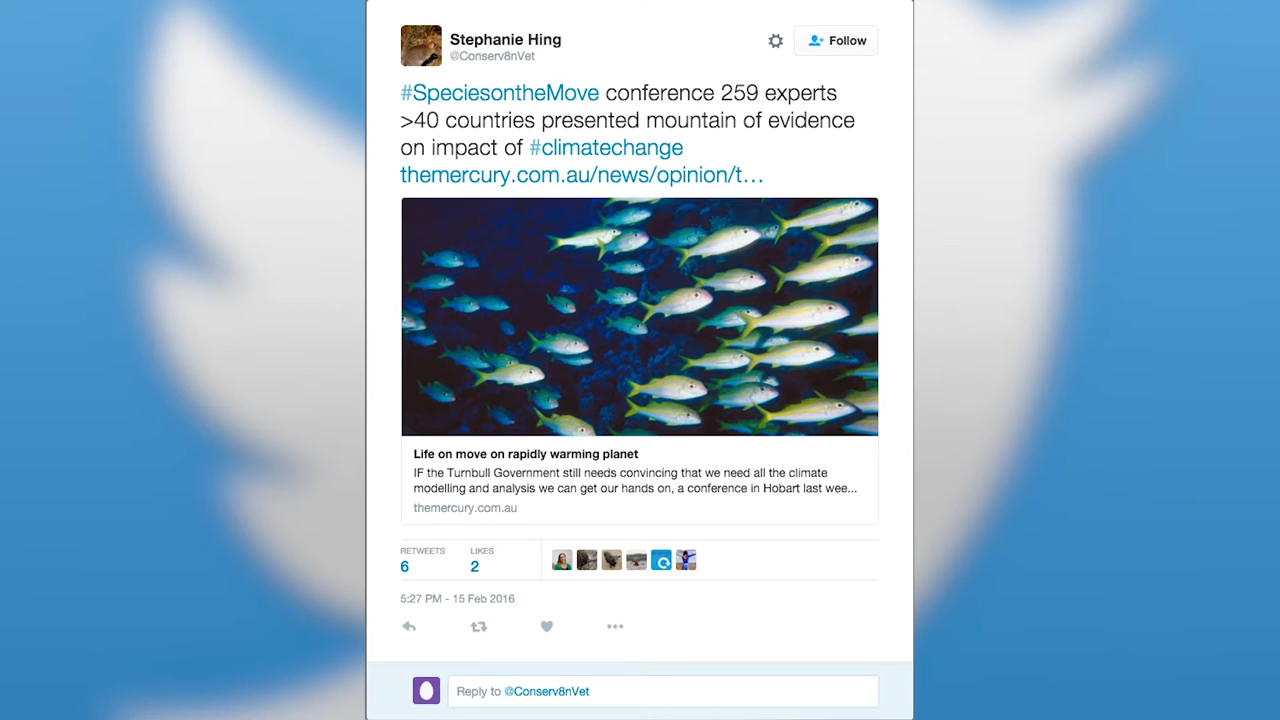 Stephanie Hing
@Conserv8nVet
Follow
#SpeciesontheMove conference 259 experts
>40 countries presented mountain of evidence
on impact of #climatechange
themercury.com.au/news/opinion/t…
Life on move on rapidly warming planet
IF the Turnbull Government still needs convincing that we need all the climate
modelling and analysis we can get our hands on, a conference in Hobart last wee...
themercury.com.au
RETWEETS
6
LIKES
2
5:27 PM - 15 Feb 2016
Reply to @Conserv8nVet